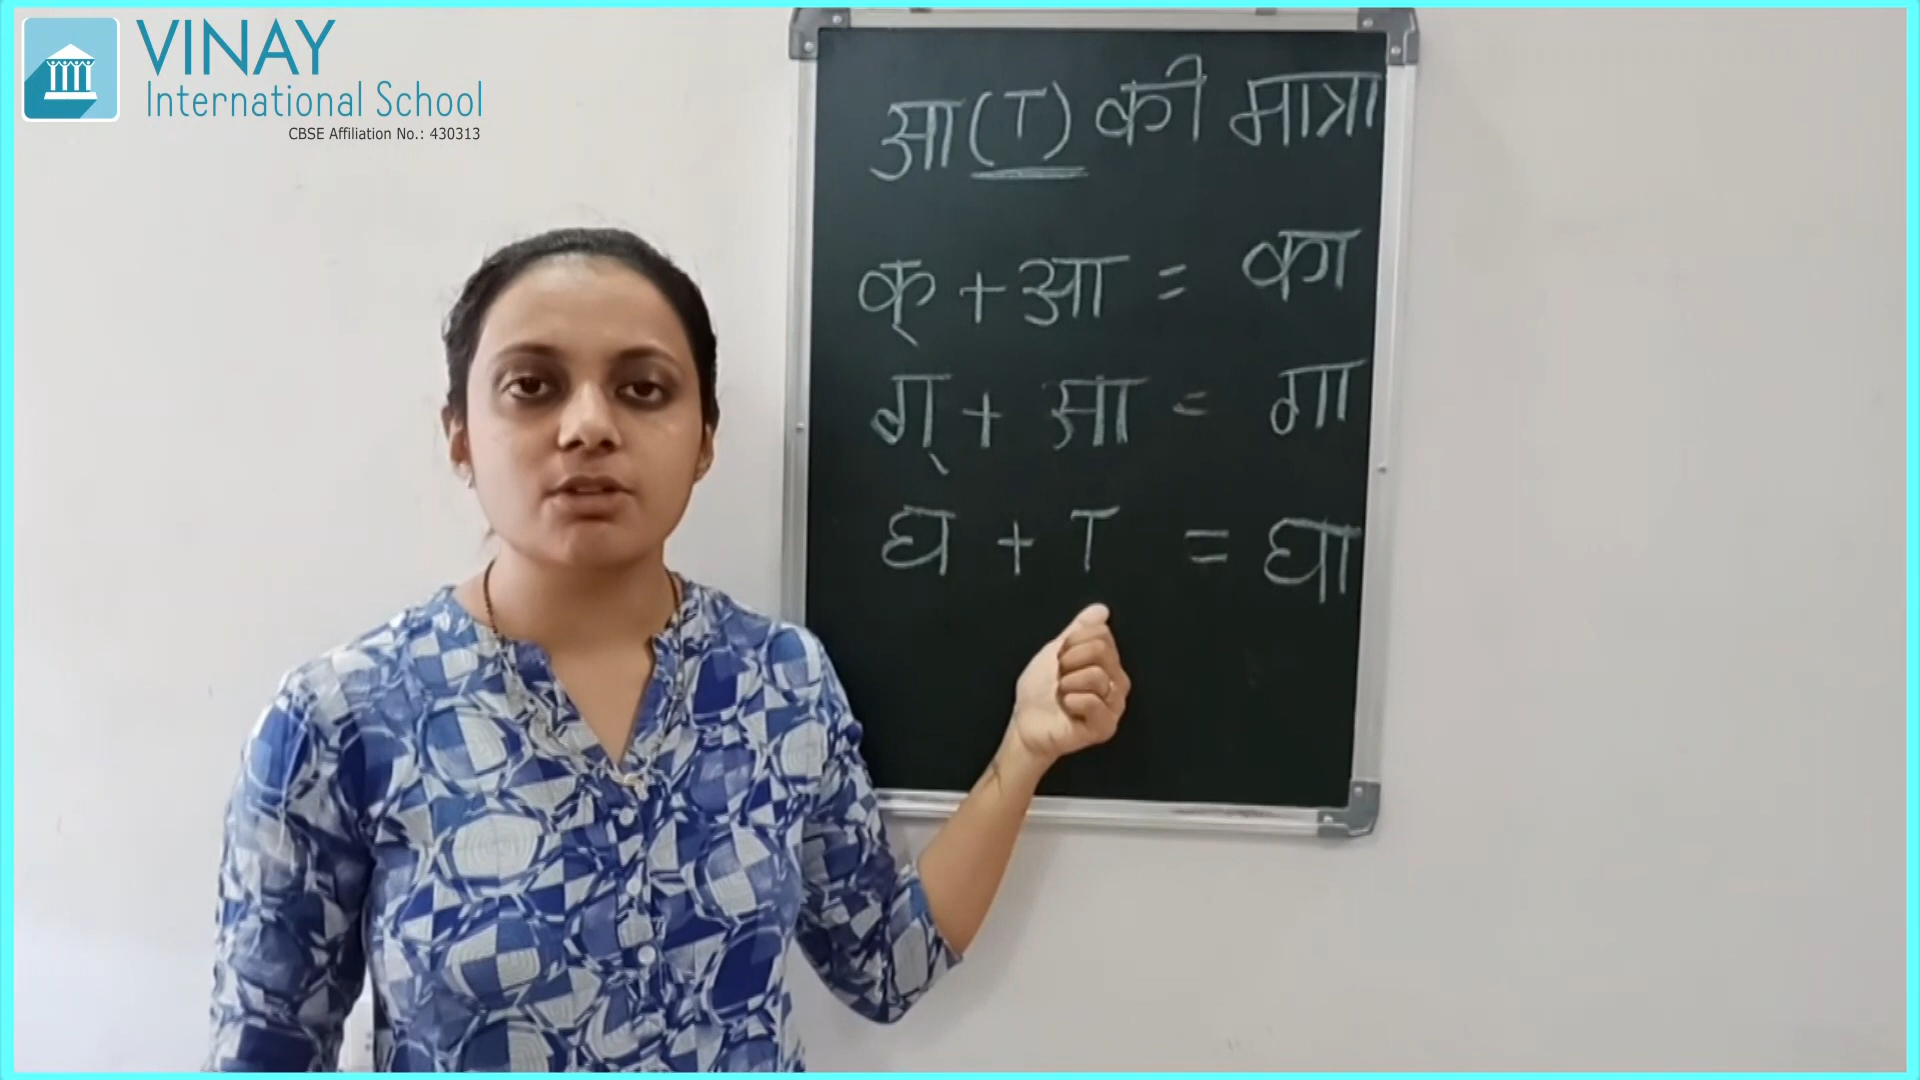 VINAY
International School
CBSE Affiliation No.: 430313
आ(ा) की मात्रा
क् + आ = का
ग् + आ = गा
घ + ा = घा